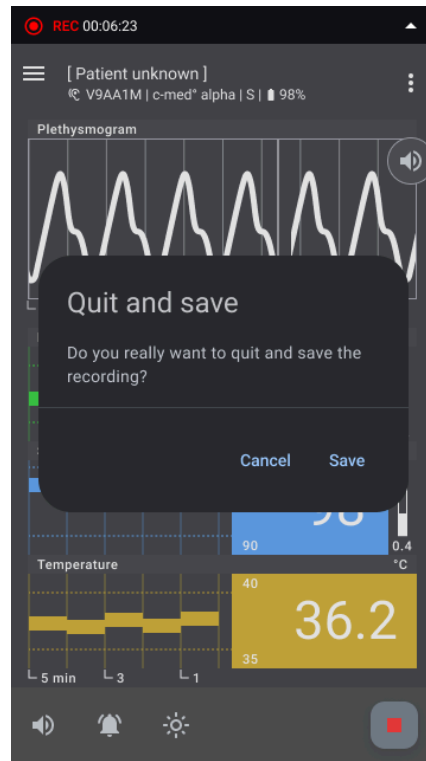 REC 00:06:23
[ Patient unknown ]
V9AA1M | c-med° alpha | S | 98%
Plethysmogram
Quit and save
Do you really want to quit and save the
recording?
Cancel Save
98
90 0.4
Temperature °C
40
36.2
35
5 min 3 1